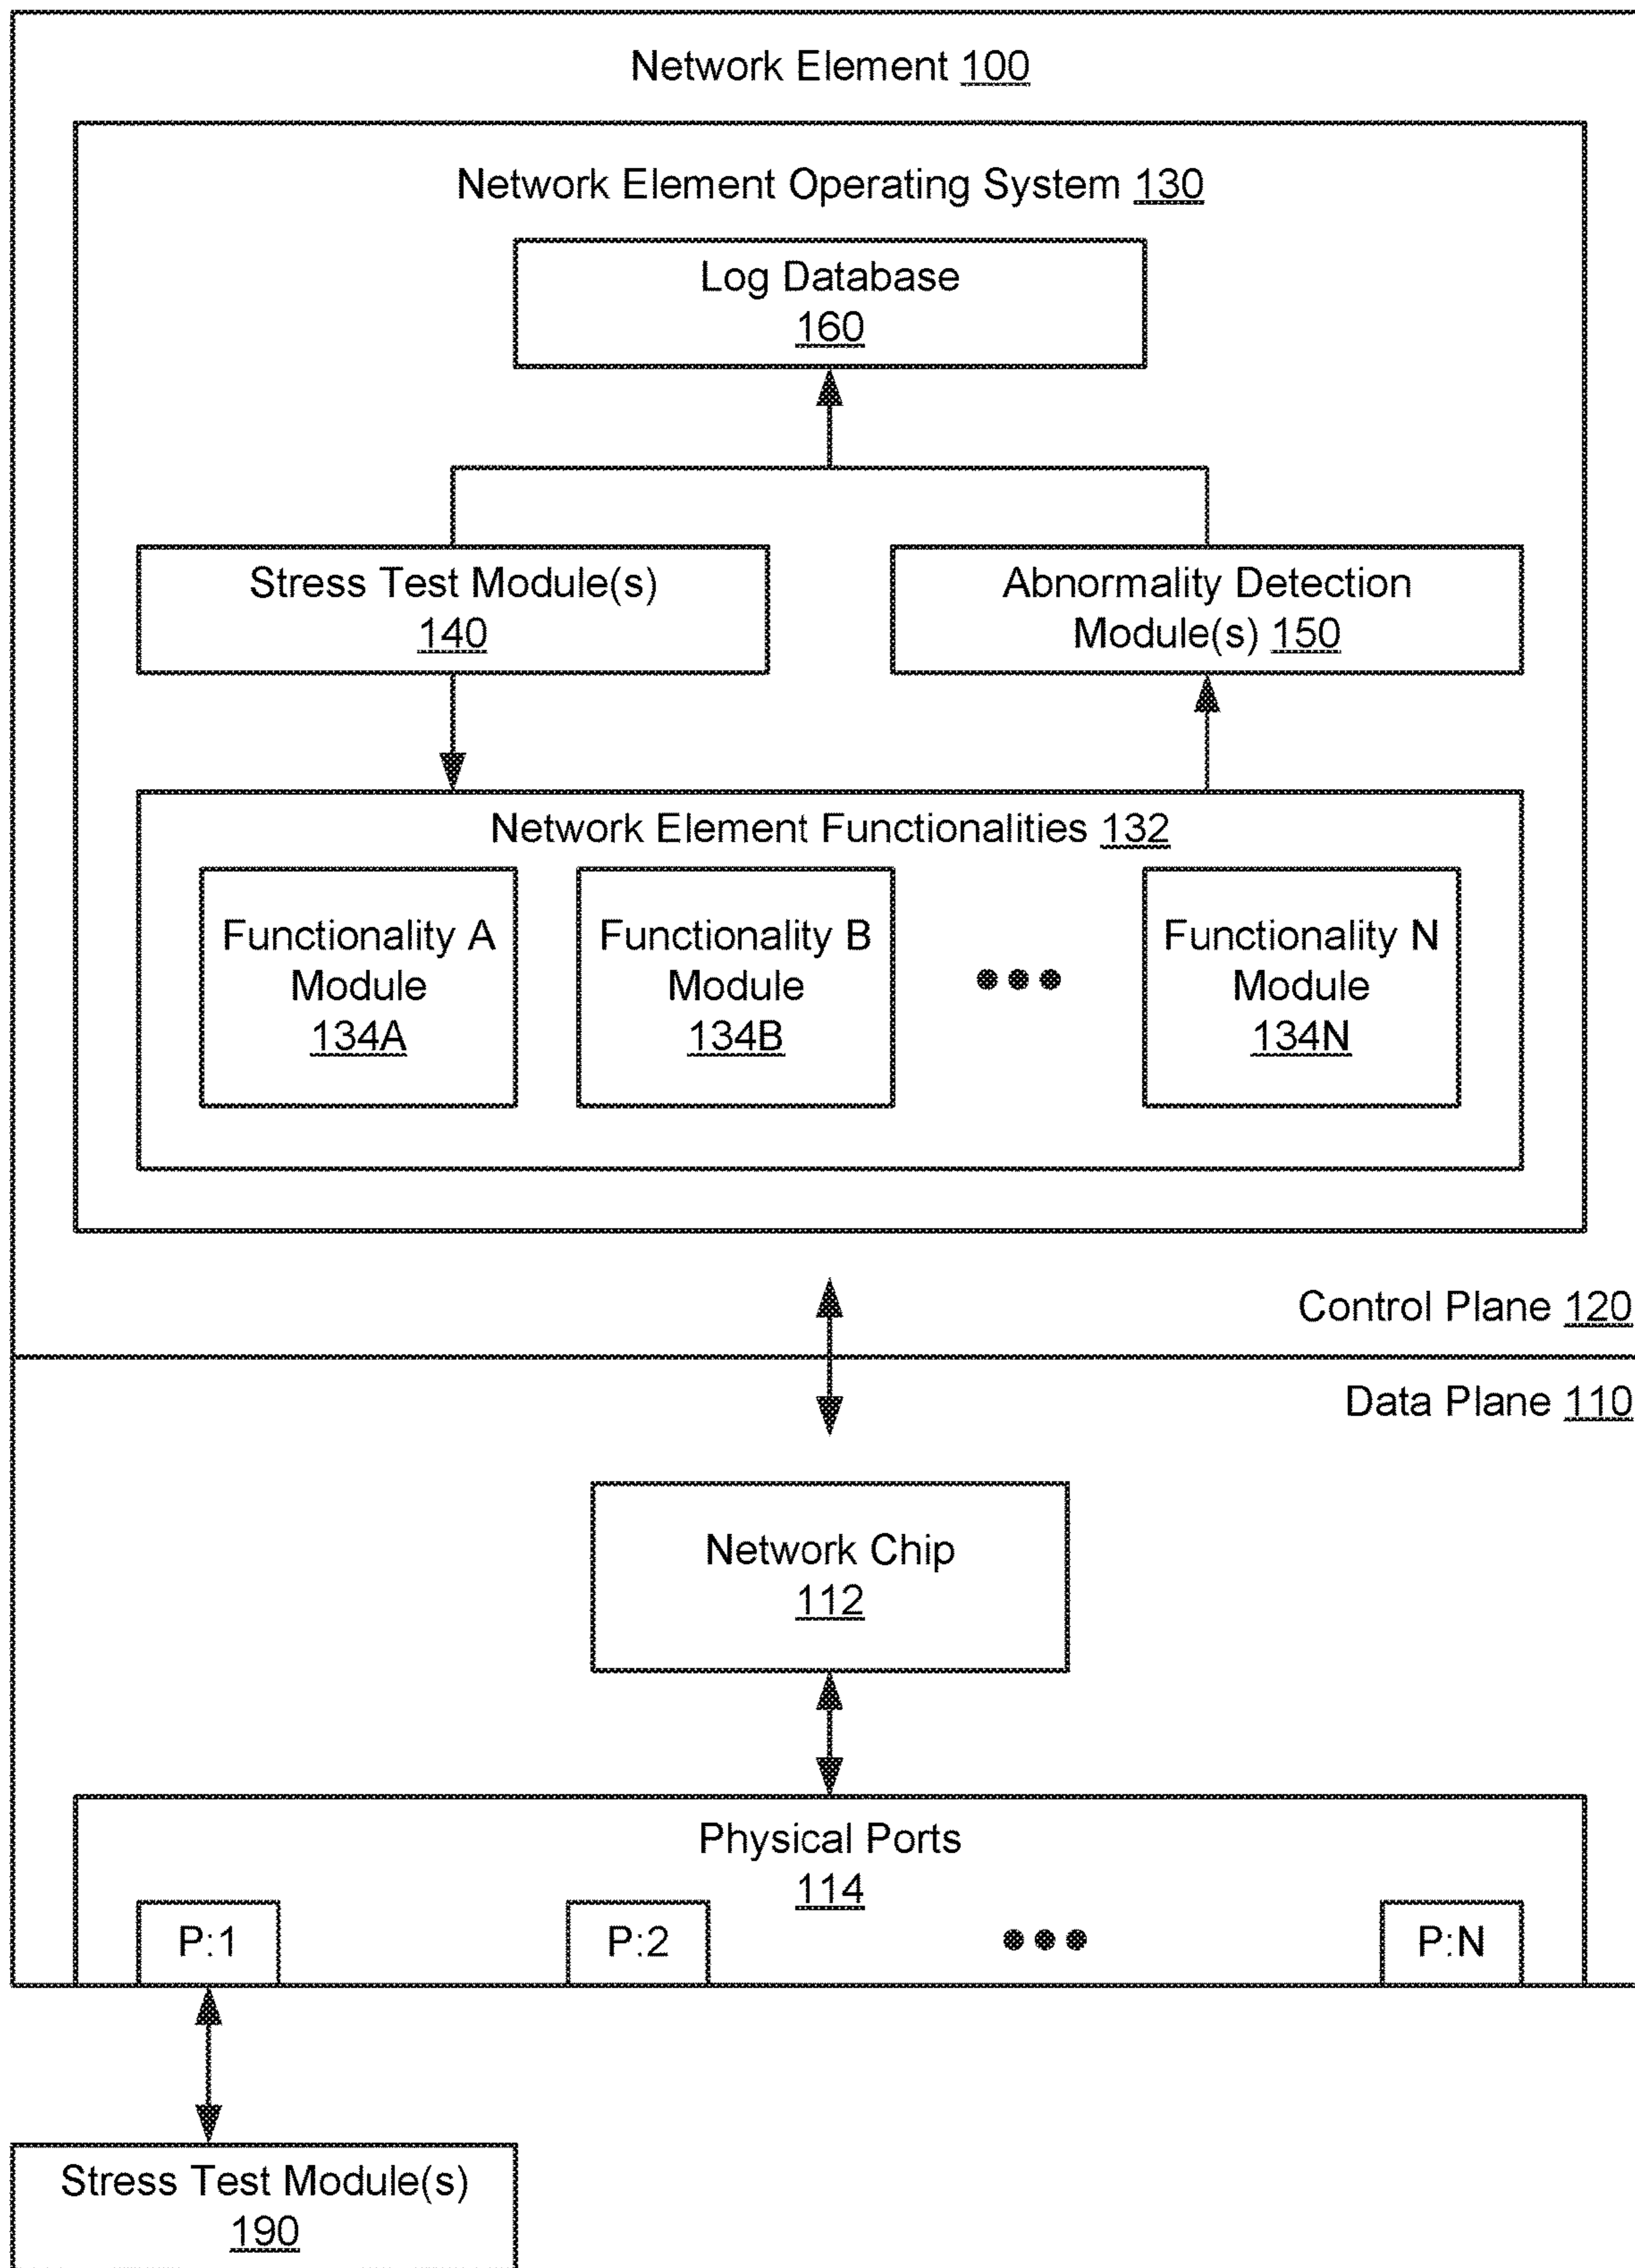 Network Element 100
Network Element Operating System 130
Log Database
160
Stress Test Module(s)
140
Abnormality Detection
Module(s) 150
Network Element Functionalities 132
Functionality A
Module
134A
Functionality B
Module
134B
Functionality N
Module
134N
Control Plane 120
Data Plane 110
Network Chip
112
Physical Ports
114
P:1
P:2
P:N
Stress Test Module(s)
190